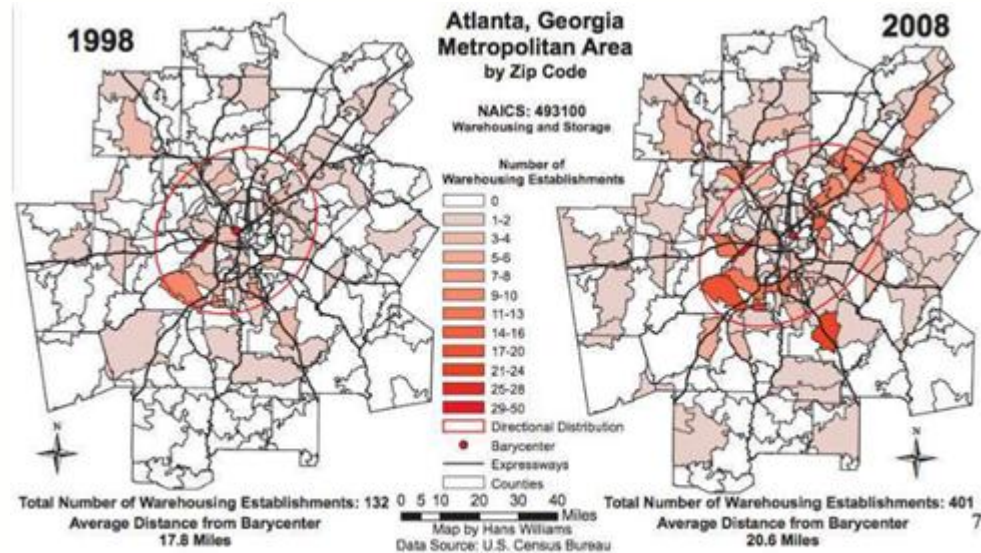 1998
Atlanta, Georgia
Metropolitan Area
by Zip Code
2008
NAICS: 493100
Warehousing and Storage
Number of
Warehousing Establishments
0
1-2
3-4
5-6
7-8
9-10
11-13
14-16
17-20
21-24
25-28
29-50
Directional Distribution
Barycenter
Expressways
Counties
N
N
Total Number of Warehousing Establishments: 132
Average Distance from Barycenter
17.8 Miles
0 5 10 20 30 40
Miles
Map by Hans Williams
Data Source: U.S. Census Bureau
Total Number of Warehousing Establishments: 401
Average Distance from Barycenter
20.6 Miles
7